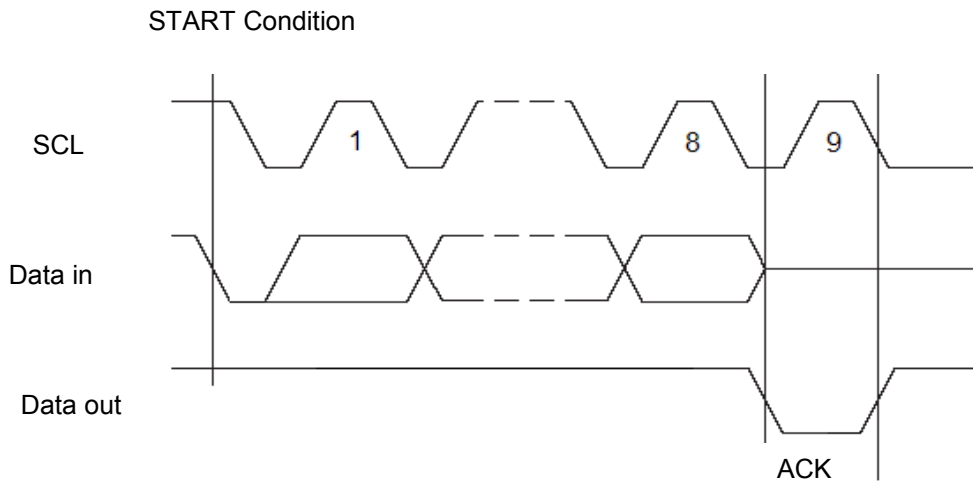 START Condition
SCL
1
8
9
Data in
Data out
ACK